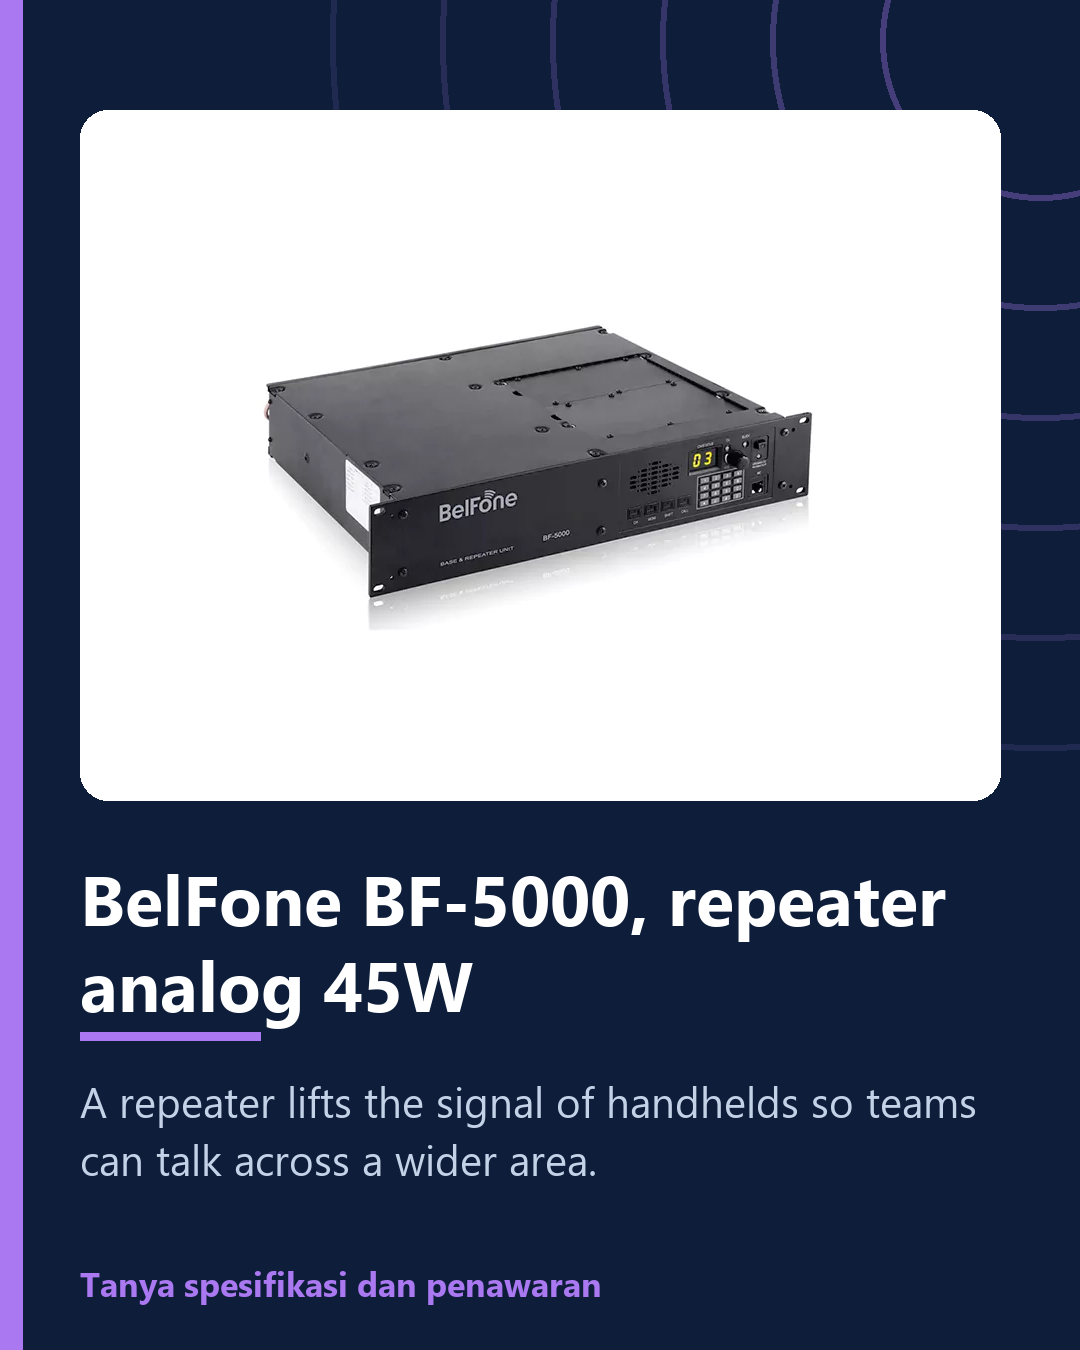 BelFone
BF-5000
BASE & REPEATER UNIT
03
BelFone BF-5000, repeater
analog 45W
A repeater lifts the signal of handhelds so teams
can talk across a wider area.
Tanya spesifikasi dan penawaran